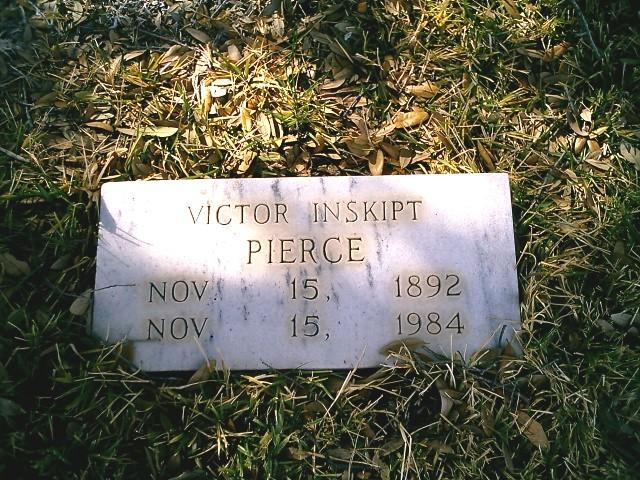 VICTOR INSKIPT
PIERCE
NOV. 15, 1892
NOV 15, 1984